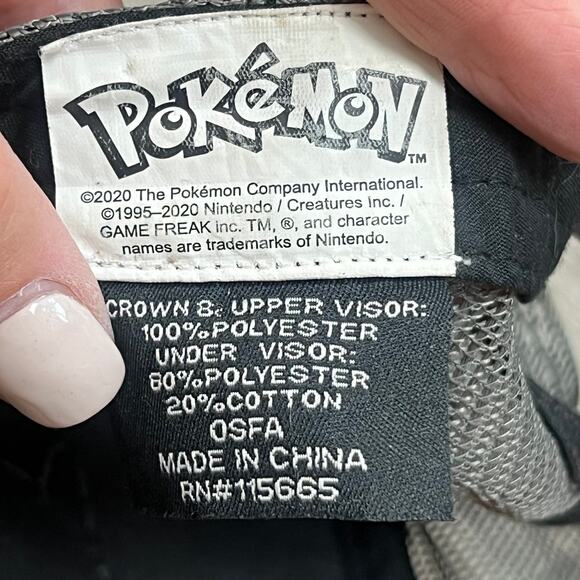 POKéMON
™
©2020 The Pokémon Company International.
©1995–2020 Nintendo / Creatures Inc. /
GAME FREAK inc. TM, ®, and character
names are trademarks of Nintendo.
CROWN & UPPER VISOR:
100%POLYESTER
UNDER VISOR:
80%POLYESTER
20%COTTON
OSFA
MADE IN CHINA
RN#115665